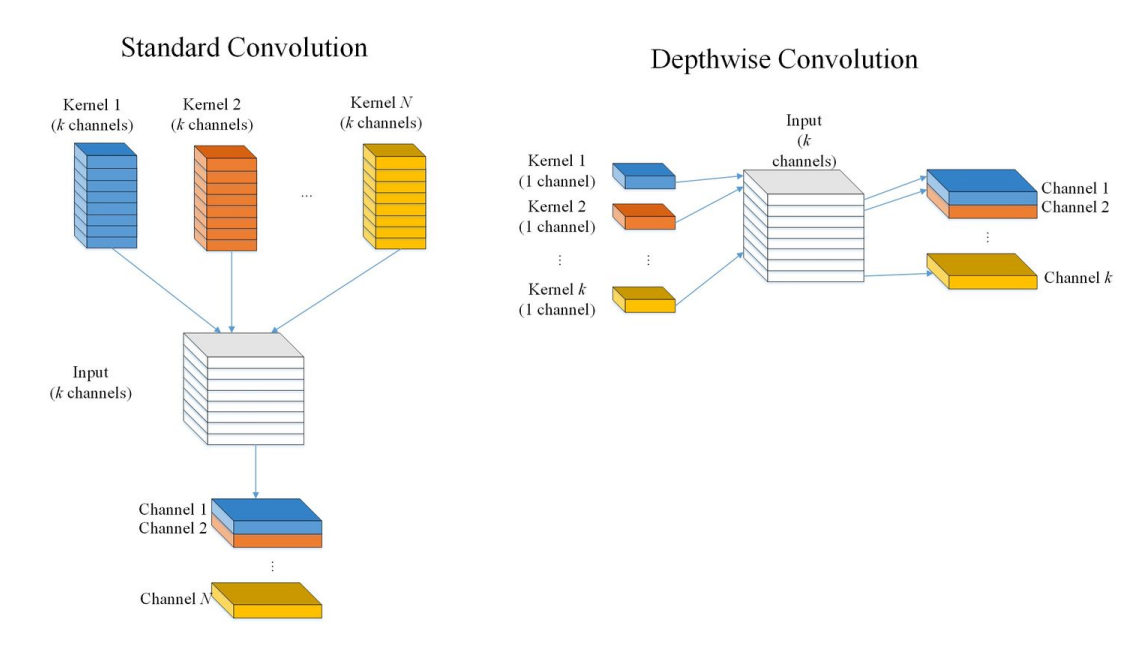 Standard Convolution
Kernel 1
(k channels)
Kernel 2
(k channels)
...
Kernel N
(k channels)
Input
(k channels)
Channel 1
Channel 2
⋮
Channel N
Depthwise Convolution
Kernel 1
(1 channel)
Kernel 2
(1 channel)
⋮
⋮
Kernel k
(1 channel)
Input
(k
channels)
Channel 1
Channel 2
⋮
Channel k